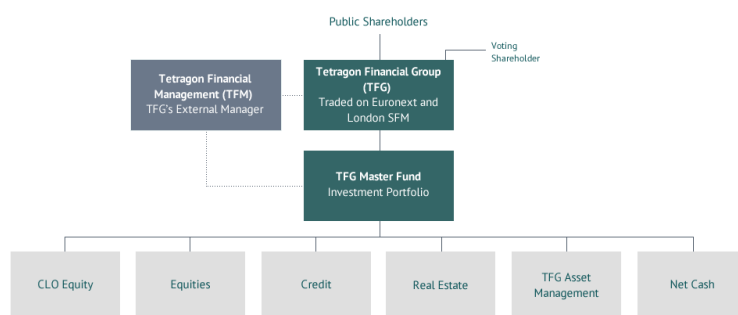 Public Shareholders
Voting
Shareholder
Tetragon Financial
Management (TFM)
TFG's External Manager
Tetragon Financial Group
(TFG)
Traded on Euronext and
London SFM
TFG Master Fund
Investment Portfolio
CLO Equity
Equities
Credit
Real Estate
TFG Asset
Management
Net Cash